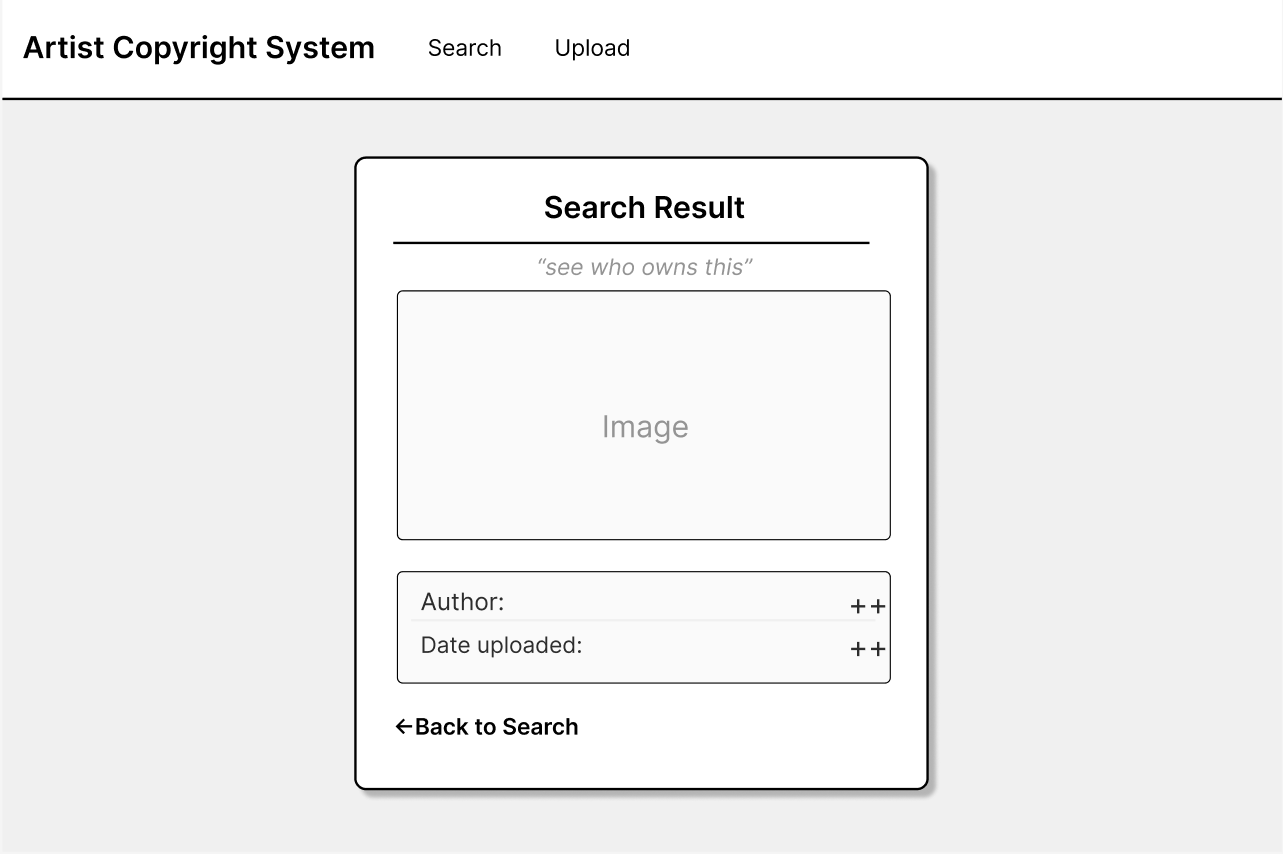 Artist Copyright System Search Upload
Search Result
“see who owns this”
Image
Author: ++
Date uploaded: ++
←Back to Search